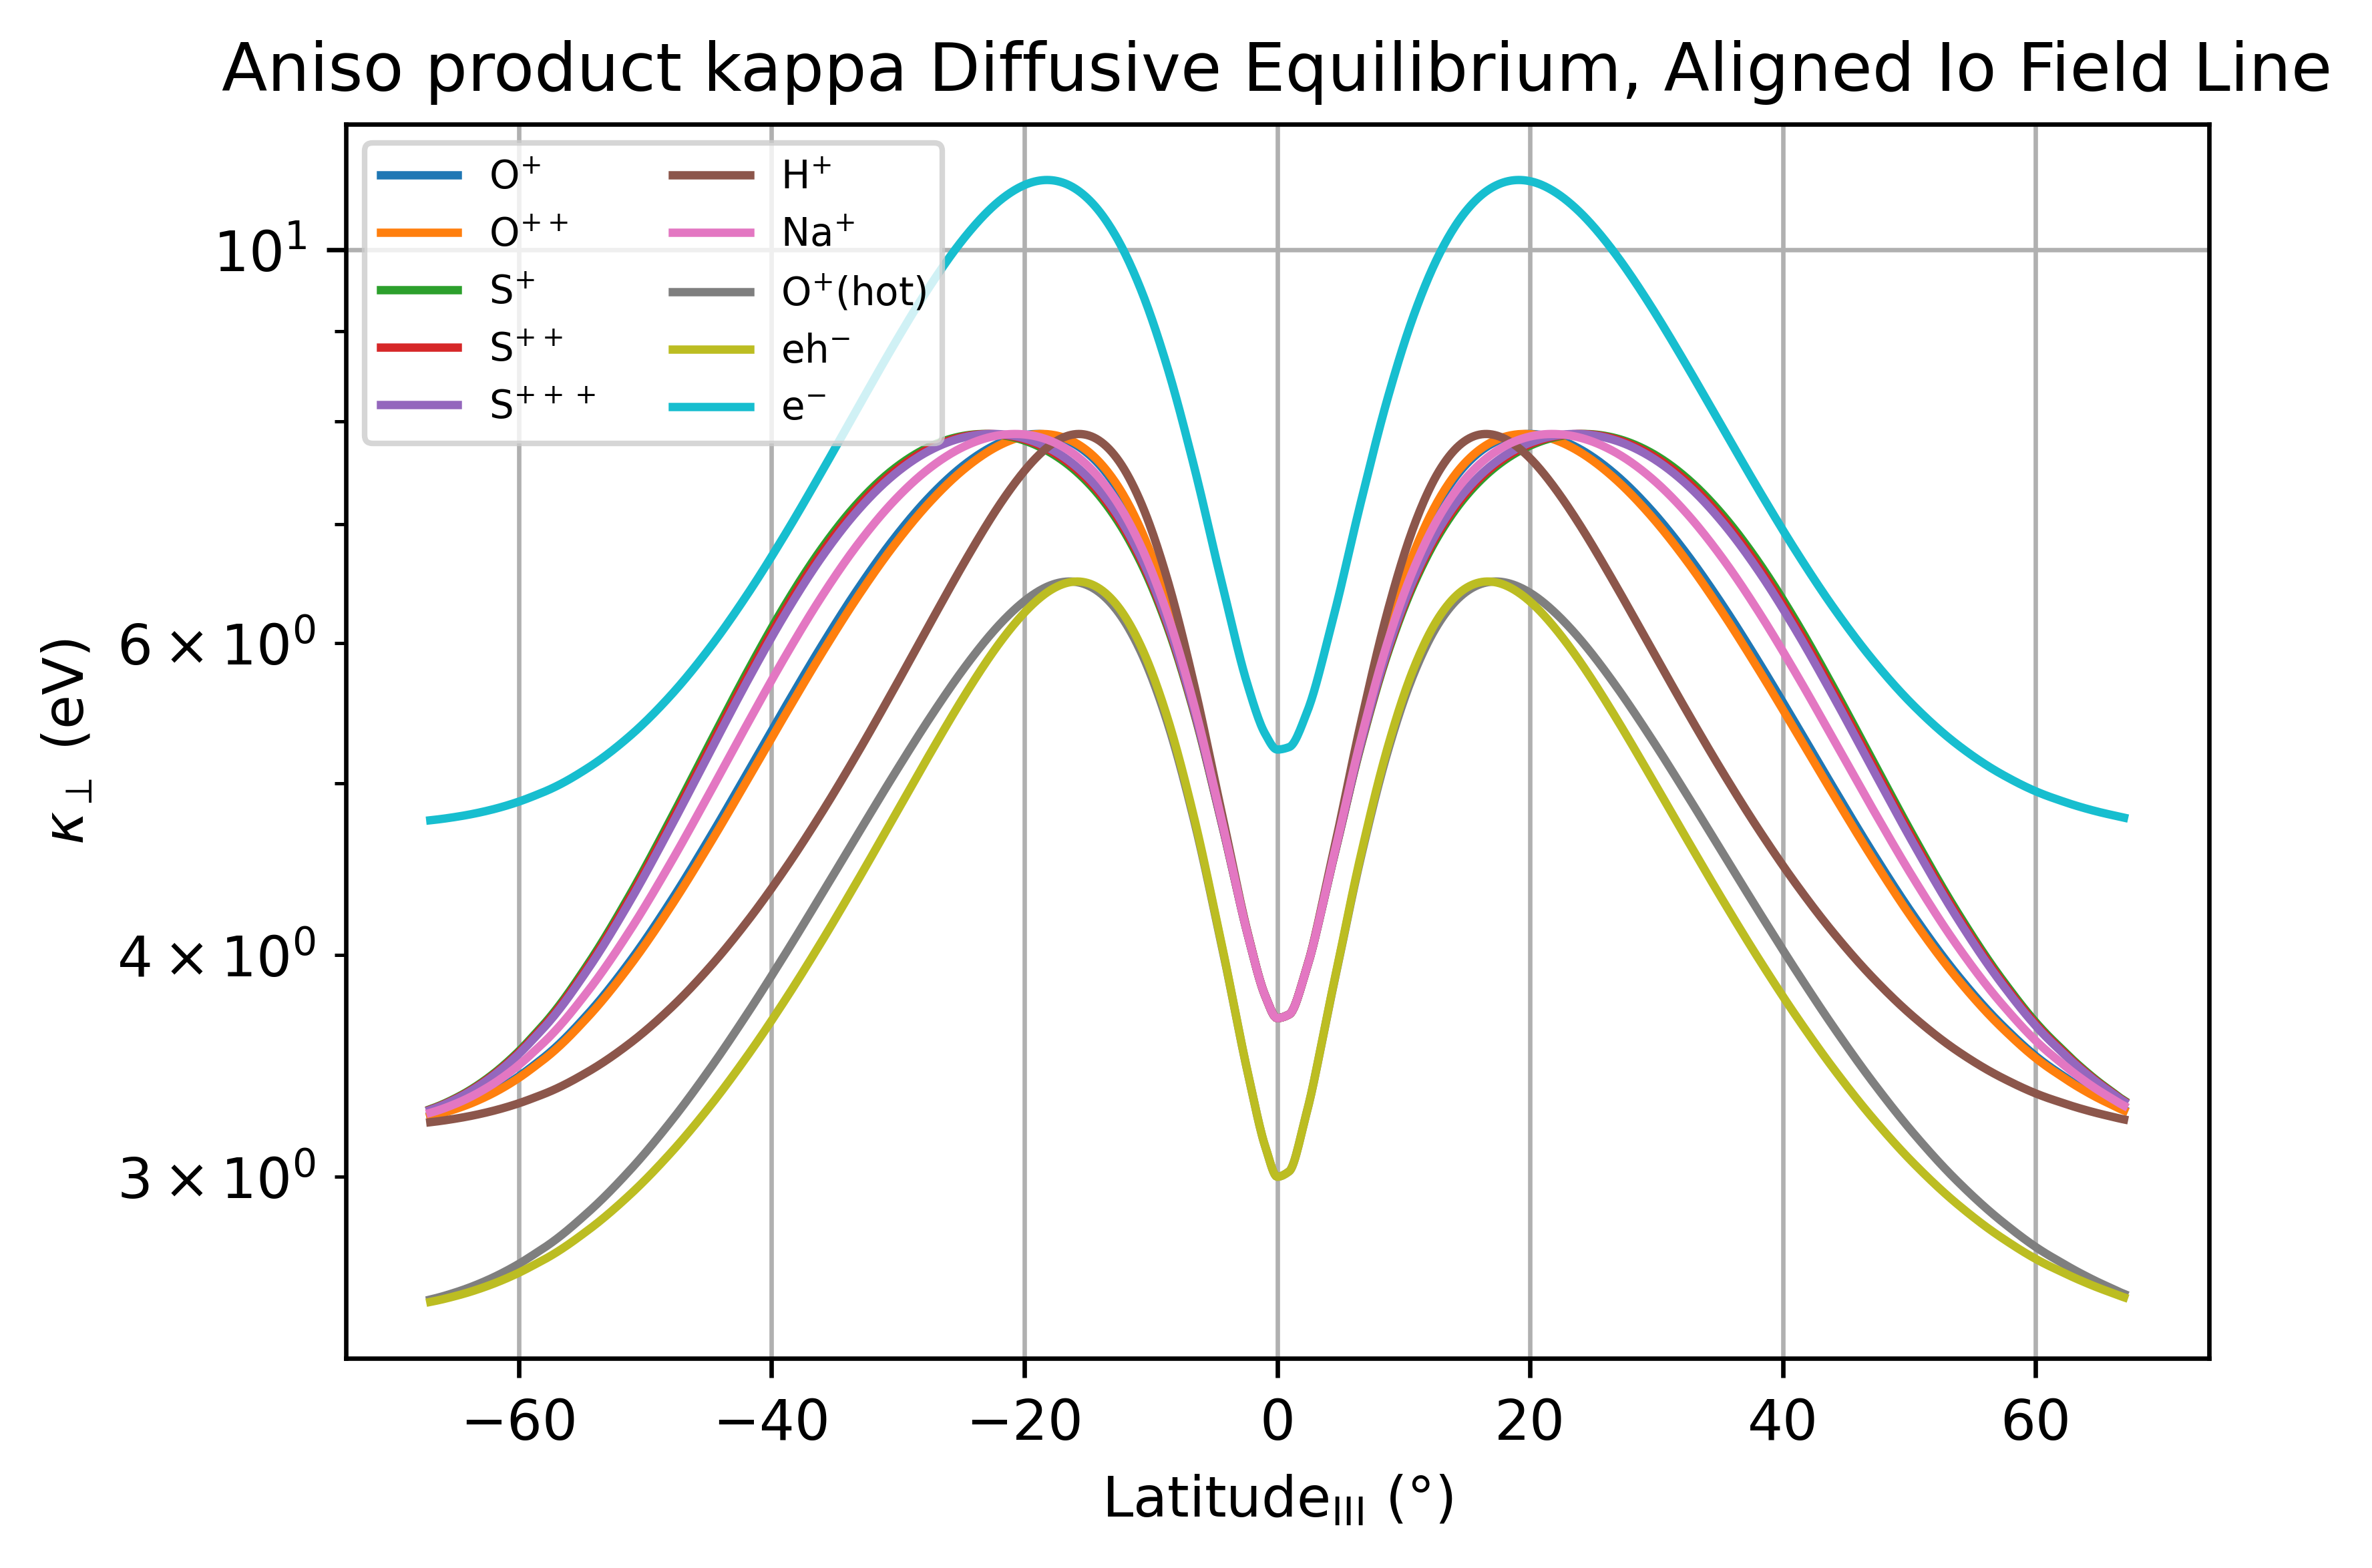 Aniso product kappa Diffusive Equilibrium, Aligned Io Field Line
O⁺
O⁺⁺
S⁺
S⁺⁺
S⁺⁺⁺
H⁺
Na⁺
O⁺(hot)
eh⁻
e⁻
10¹
6 × 10⁰
4 × 10⁰
3 × 10⁰
κ⊥ (eV)
−60 −40 −20 0 20 40 60
Latitude_III (°)